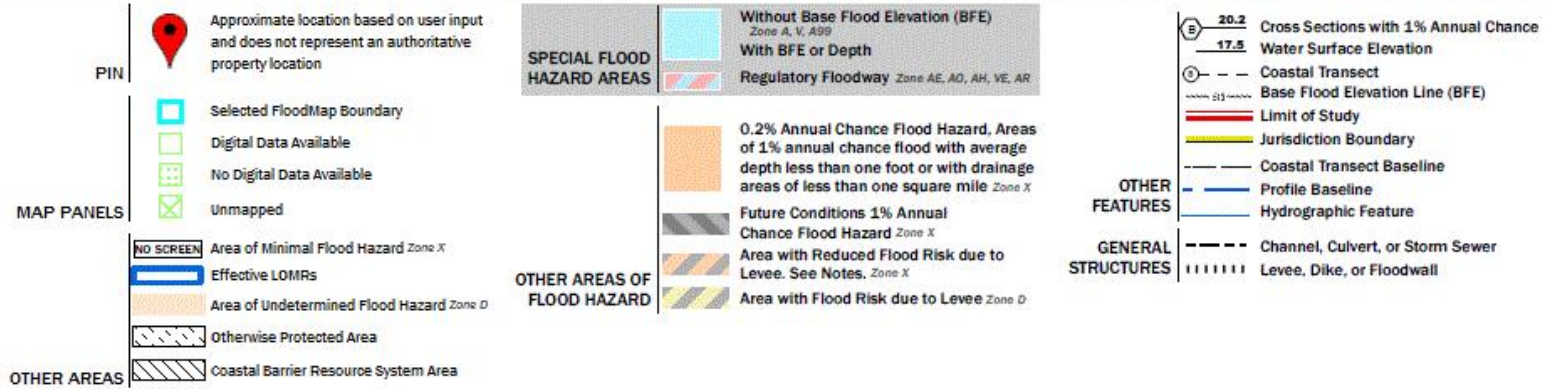 PIN
Approximate location based on user input
and does not represent an authoritative
property location
MAP PANELS
Selected FloodMap Boundary
Digital Data Available
No Digital Data Available
Unmapped
OTHER AREAS
NO SCREEN Area of Minimal Flood Hazard Zone X
Effective LOMRs
Area of Undetermined Flood Hazard Zone D
Otherwise Protected Area
Coastal Barrier Resource System Area
SPECIAL FLOOD
HAZARD AREAS
Without Base Flood Elevation (BFE)
Zone A, V, A99
With BFE or Depth
Regulatory Floodway Zone AE, AO, AH, VE, AR
OTHER AREAS OF
FLOOD HAZARD
0.2% Annual Chance Flood Hazard, Areas
of 1% annual chance flood with average
depth less than one foot or with drainage
areas of less than one square mile Zone X
Future Conditions 1% Annual
Chance Flood Hazard Zone X
Area with Reduced Flood Risk due to
Levee. See Notes. Zone X
Area with Flood Risk due to Levee Zone D
OTHER
FEATURES
B 20.2 Cross Sections with 1% Annual Chance
17.5 Water Surface Elevation
8 Coastal Transect
513 Base Flood Elevation Line (BFE)
Limit of Study
Jurisdiction Boundary
Coastal Transect Baseline
Profile Baseline
Hydrographic Feature
GENERAL
STRUCTURES
Channel, Culvert, or Storm Sewer
Levee, Dike, or Floodwall